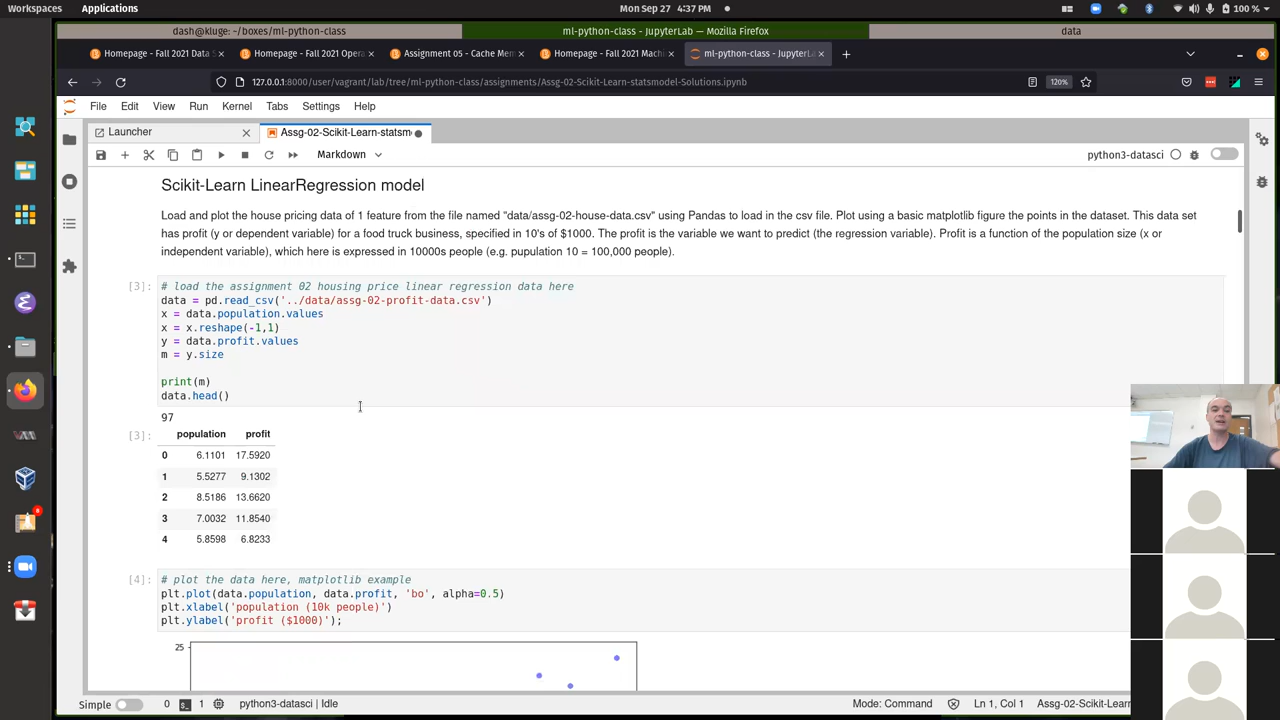 Workspaces
Applications
Mon Sep 27 4:37 PM
100 %
dash@kluge: ~/boxes/ml-python-class
ml-python-class - JupyterLab — Mozilla Firefox
data
Homepage - Fall 2021 Data S
Homepage - Fall 2021 Opera
Assignment 05 - Cache Mem
Homepage - Fall 2021 Machi
ml-python-class - JupyterL
127.0.0.1:8000/user/vagrant/lab/tree/ml-python-class/assignments/Assg-02-Scikit-Learn-statsmodel-Solutions.ipynb
120%
File Edit View Run Kernel Tabs Settings Help
Launcher
Assg-02-Scikit-Learn-statsm
Markdown
python3-datasci
Scikit-Learn LinearRegression model
Load and plot the house pricing data of 1 feature from the file named "data/assg-02-house-data.csv" using Pandas to load in the csv file. Plot using a basic matplotlib figure the points in the dataset. This data set
has profit (y or dependent variable) for a food truck business, specified in 10's of $1000. The profit is the variable we want to predict (the regression variable). Profit is a function of the population size (x or
independent variable), which here is expressed in 10000s people (e.g. pupulation 10 = 100,000 people).
[3]: # load the assignment 02 housing price linear regression data here
data = pd.read_csv('../data/assg-02-profit-data.csv')
x = data.population.values
x = x.reshape(-1,1)
y = data.profit.values
m = y.size
print(m)
data.head()
97
[3]: population profit
0 6.1101 17.5920
1 5.5277 9.1302
2 8.5186 13.6620
3 7.0032 11.8540
4 5.8598 6.8233
[4]: # plot the data here, matplotlib example
plt.plot(data.population, data.profit, 'bo', alpha=0.5)
plt.xlabel('population (10k people)')
plt.ylabel('profit ($1000)');
25
Simple
0
1
python3-datasci | Idle
Mode: Command
Ln 1, Col 1
Assg-02-Scikit-Learn